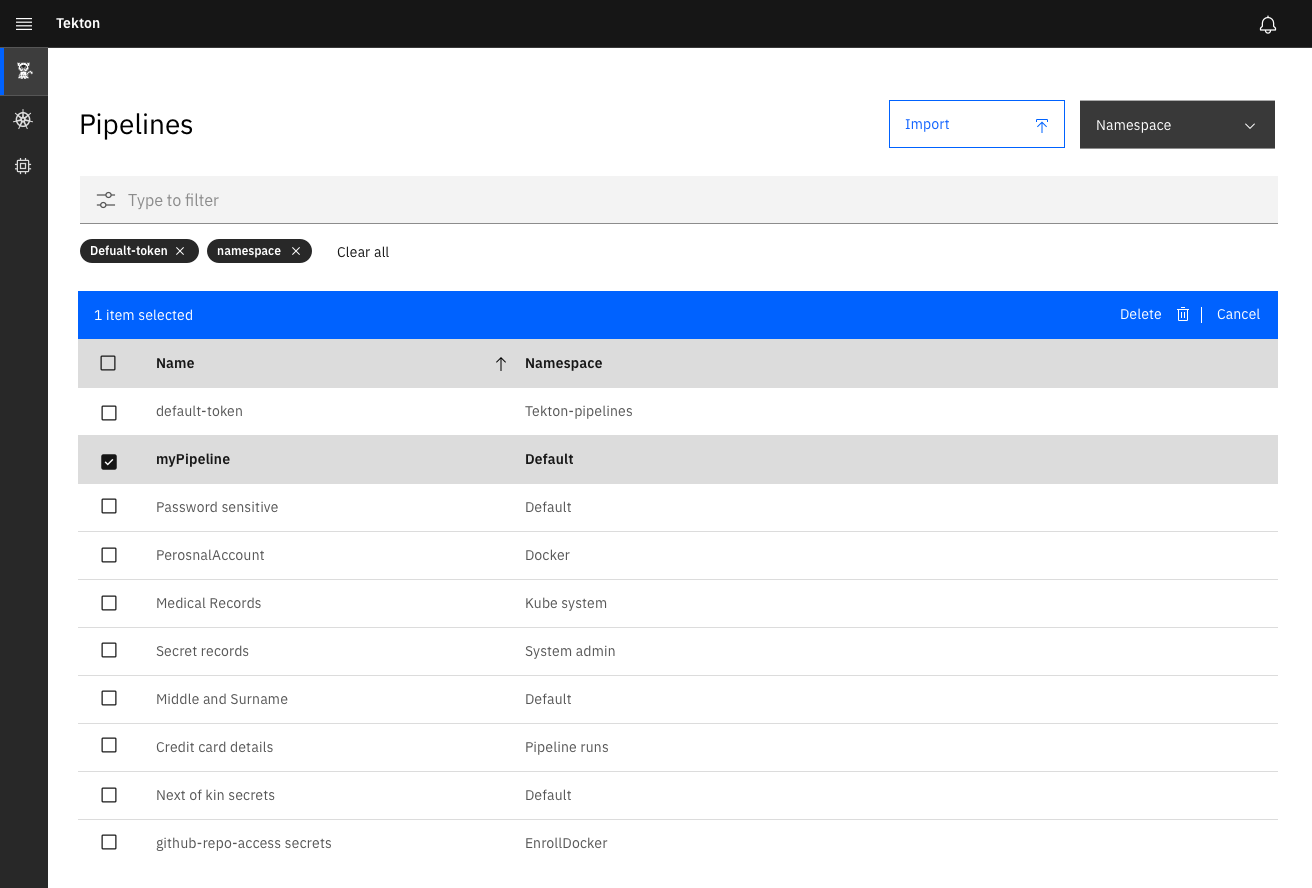 Tekton
Pipelines
Import
Namespace
Type to filter
Defualt-token namespace Clear all
1 item selected Delete Cancel
Name Namespace
default-token Tekton-pipelines
myPipeline Default
Password sensitive Default
PerosnalAccount Docker
Medical Records Kube system
Secret records System admin
Middle and Surname Default
Credit card details Pipeline runs
Next of kin secrets Default
github-repo-access secrets EnrollDocker